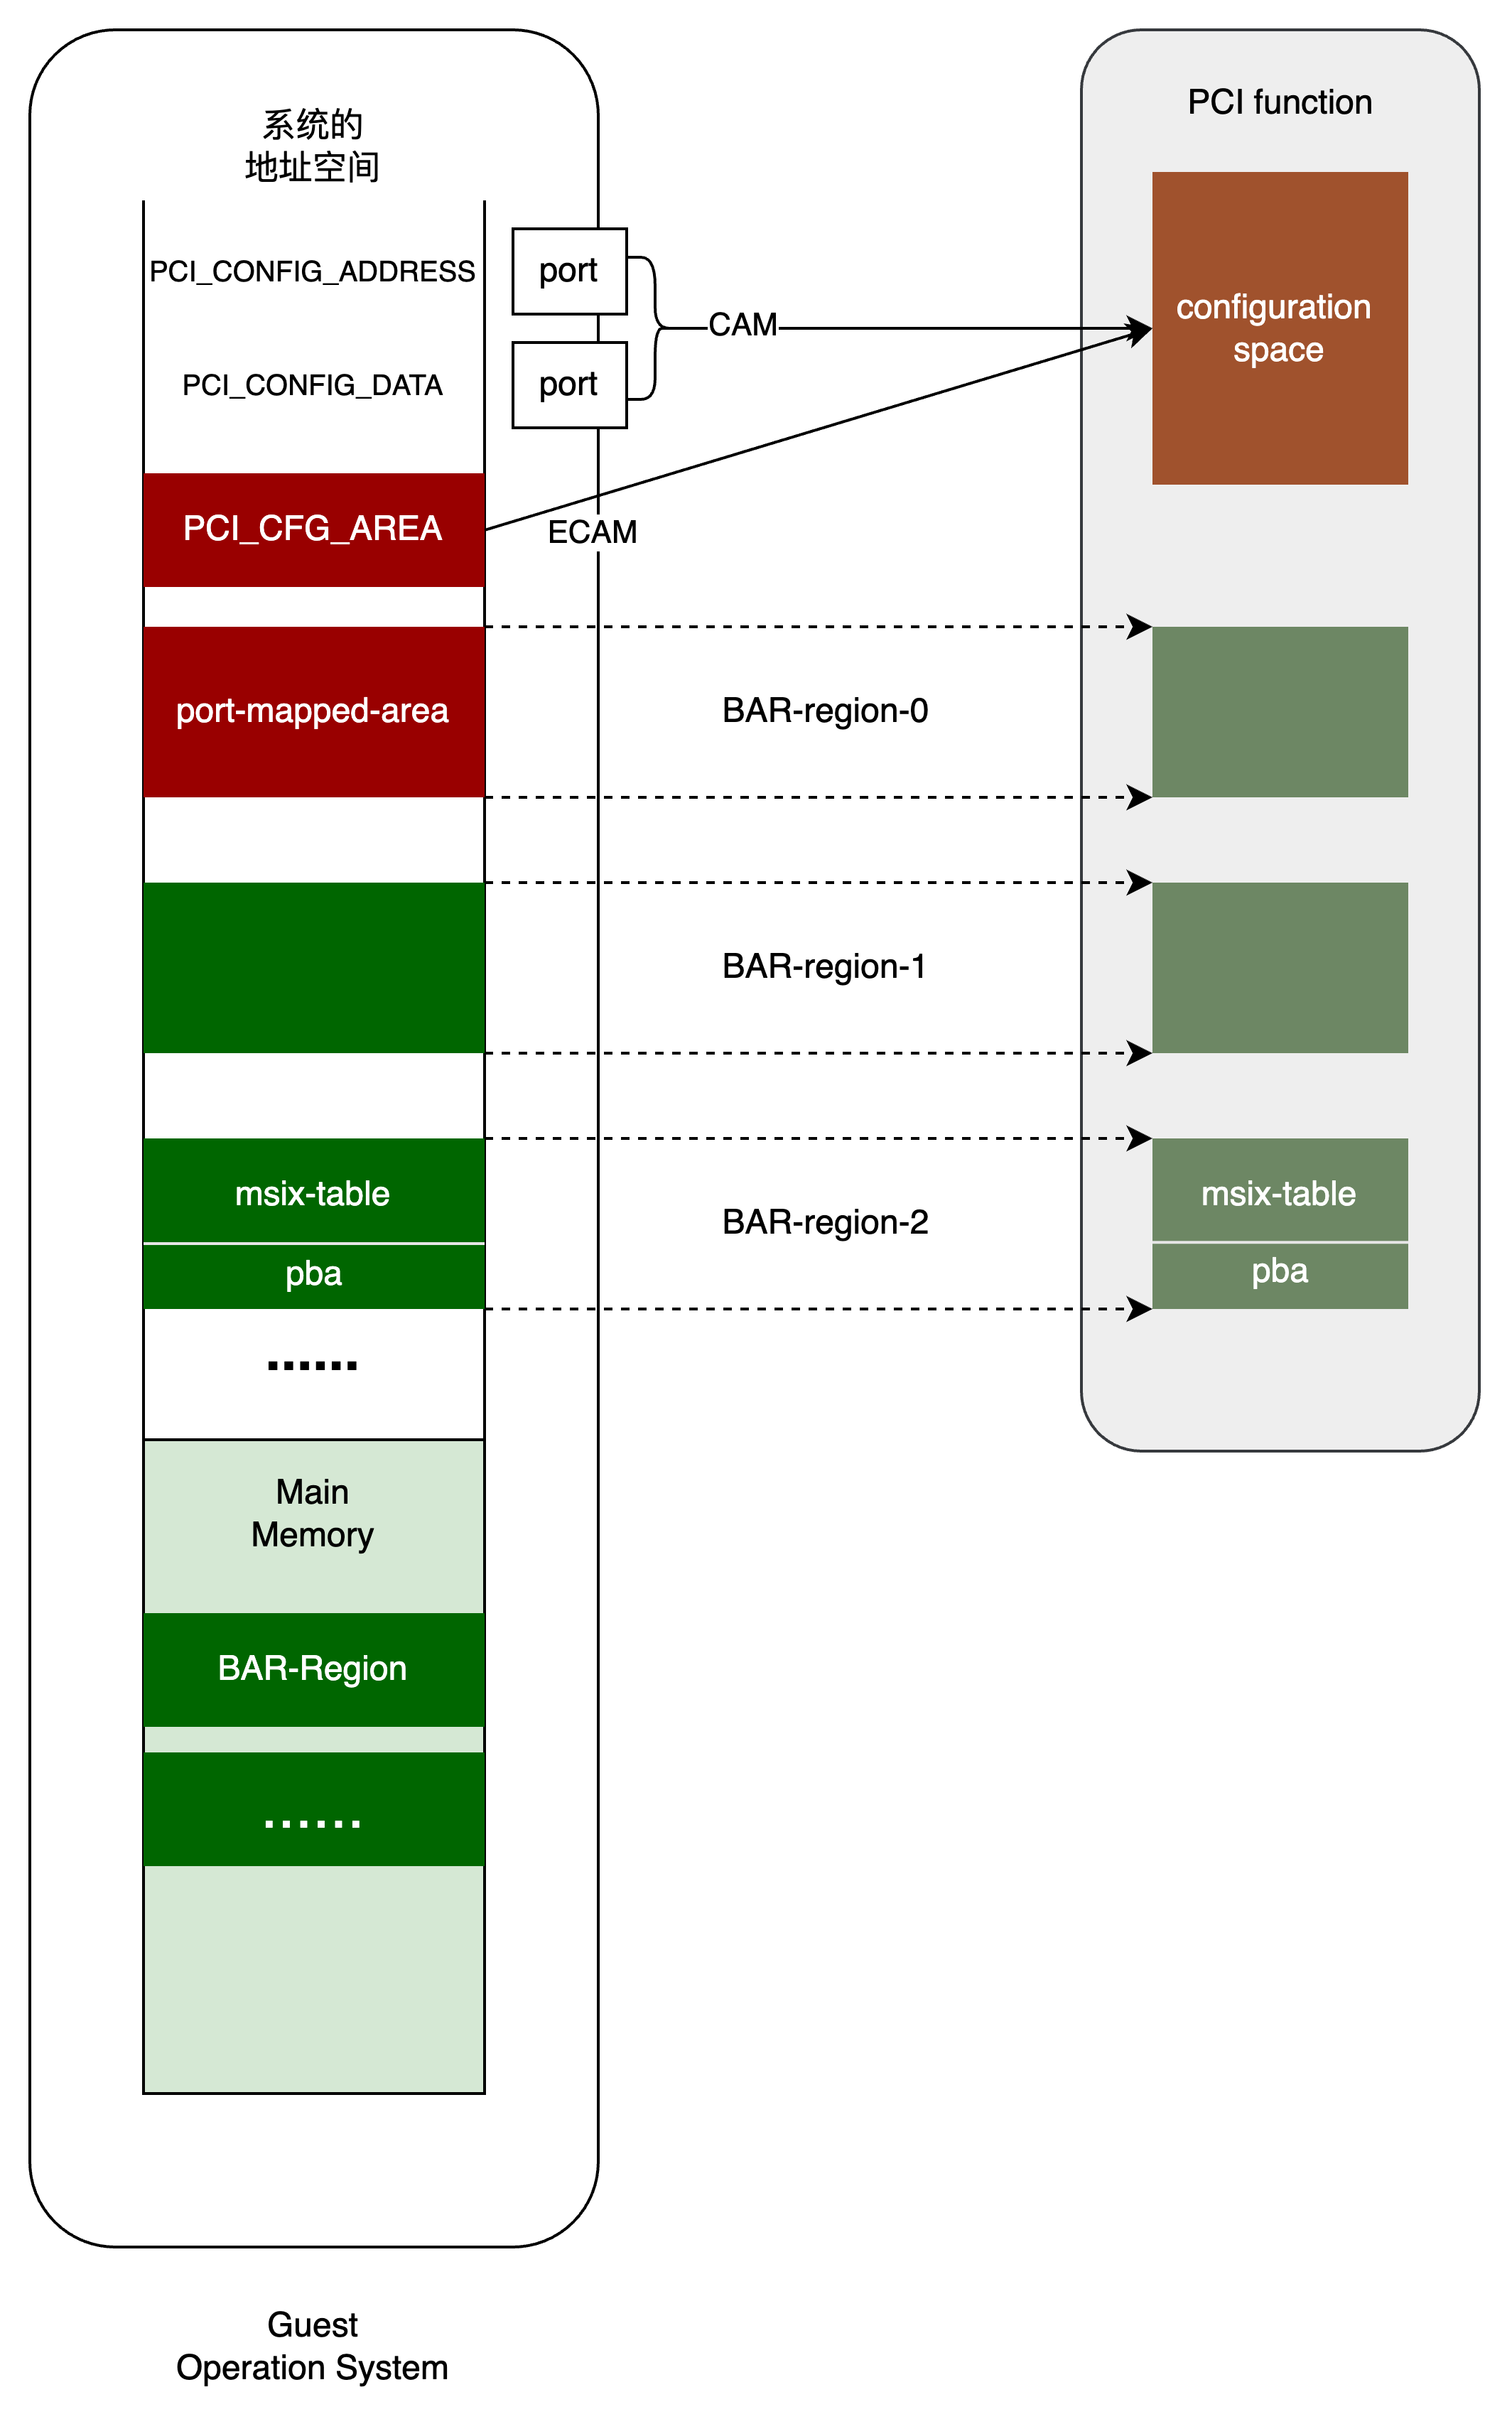 系统的
地址空间
PCI function
PCI_CONFIG_ADDRESS
port
CAM
configuration
space
PCI_CONFIG_DATA
port
PCI_CFG_AREA
ECAM
port-mapped-area
BAR-region-0
BAR-region-1
msix-table
BAR-region-2
msix-table
pba
pba
......
Main
Memory
BAR-Region
......
Guest
Operation System